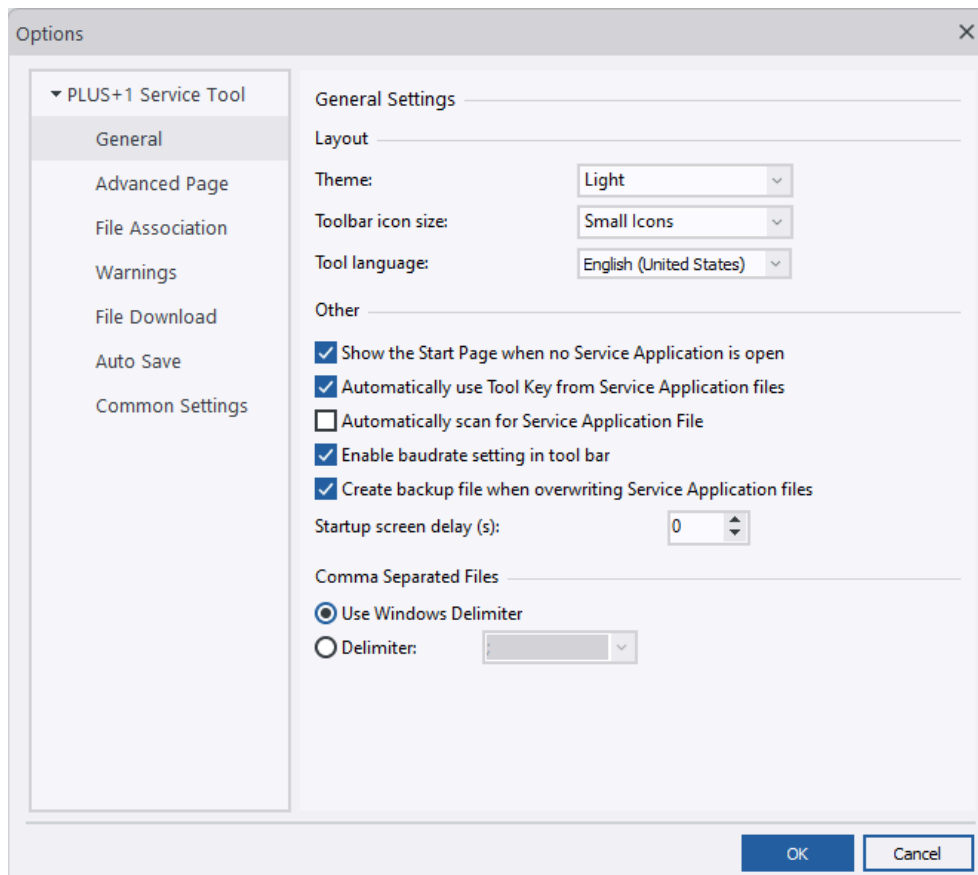 Options
PLUS+1 Service Tool
General
Advanced Page
File Association
Warnings
File Download
Auto Save
Common Settings
General Settings
Layout
Theme: Light
Toolbar icon size: Small Icons
Tool language: English (United States)
Other
Show the Start Page when no Service Application is open
Automatically use Tool Key from Service Application files
Automatically scan for Service Application File
Enable baudrate setting in tool bar
Create backup file when overwriting Service Application files
Startup screen delay (s): 0
Comma Separated Files
Use Windows Delimiter
Delimiter: ;
OK Cancel